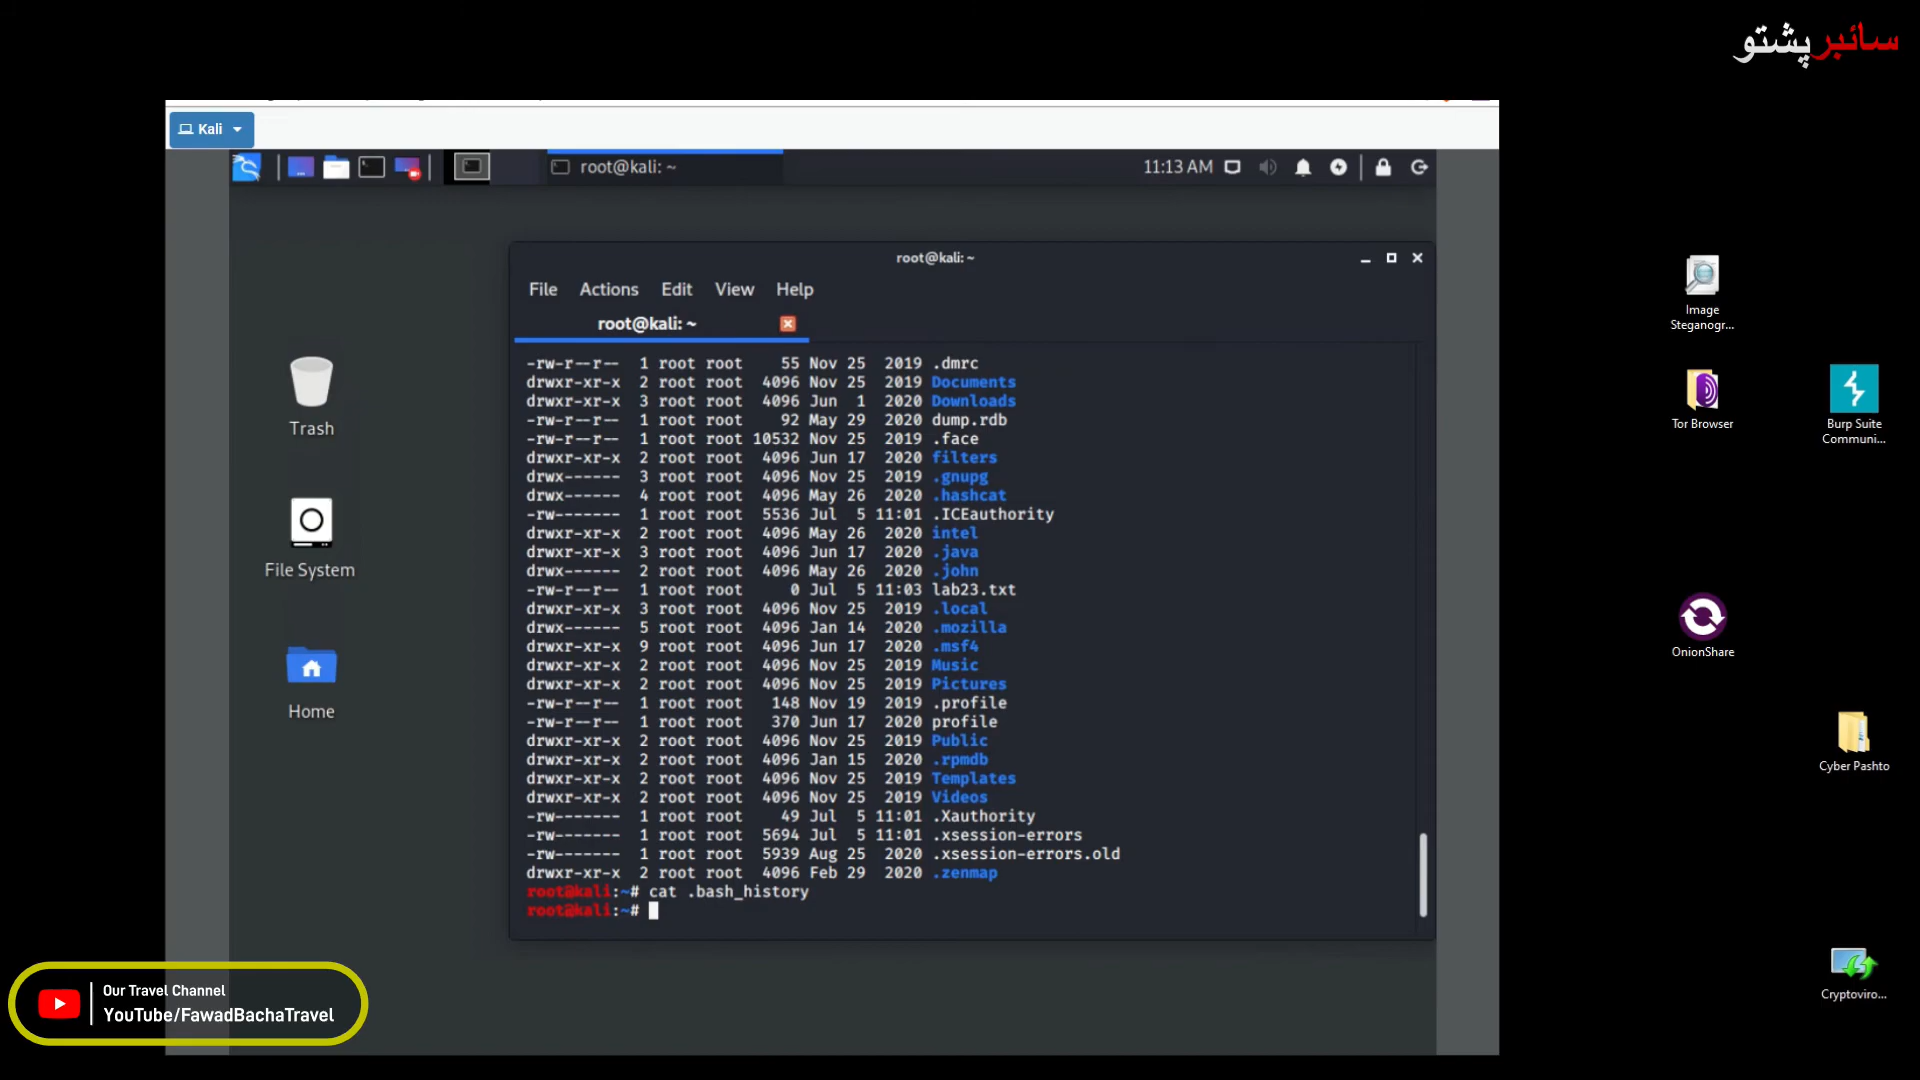 سائبر پشتو
Kali
root@kali: ~
11:13 AM
root@kali: ~
File Actions Edit View Help
root@kali: ~
-rw-r--r-- 1 root root 55 Nov 25 2019 .dmrc
drwxr-xr-x 2 root root 4096 Nov 25 2019 Documents
drwxr-xr-x 3 root root 4096 Jun 1 2020 Downloads
-rw-r--r-- 1 root root 92 May 29 2020 dump.rdb
-rw-r--r-- 1 root root 10532 Nov 25 2019 .face
drwxr-xr-x 2 root root 4096 Jun 17 2020 filters
drwx------ 3 root root 4096 Nov 25 2019 .gnupg
drwx------ 4 root root 4096 May 26 2020 .hashcat
-rw------- 1 root root 5536 Jul 5 11:01 .ICEauthority
drwxr-xr-x 2 root root 4096 May 26 2020 intel
drwxr-xr-x 3 root root 4096 Jun 17 2020 .java
drwx------ 2 root root 4096 May 26 2020 .john
-rw-r--r-- 1 root root 0 Jul 5 11:03 lab23.txt
drwxr-xr-x 3 root root 4096 Nov 25 2019 .local
drwx------ 5 root root 4096 Jan 14 2020 .mozilla
drwxr-xr-x 9 root root 4096 Jun 17 2020 .msf4
drwxr-xr-x 2 root root 4096 Nov 25 2019 Music
drwxr-xr-x 2 root root 4096 Nov 25 2019 Pictures
-rw-r--r-- 1 root root 148 Nov 19 2019 .profile
-rw-r--r-- 1 root root 370 Jun 17 2020 profile
drwxr-xr-x 2 root root 4096 Nov 25 2019 Public
drwxr-xr-x 2 root root 4096 Jan 15 2020 .rpmdb
drwxr-xr-x 2 root root 4096 Nov 25 2019 Templates
drwxr-xr-x 2 root root 4096 Nov 25 2019 Videos
-rw------- 1 root root 49 Jul 5 11:01 .Xauthority
-rw------- 1 root root 5694 Jul 5 11:01 .xsession-errors
-rw------- 1 root root 5939 Aug 25 2020 .xsession-errors.old
drwxr-xr-x 2 root root 4096 Feb 29 2020 .zenmap
root@kali:~# cat .bash_history
root@kali:~#
Trash
File System
Home
Image
Steganogr...
Tor Browser
Burp Suite
Communi...
OnionShare
Cyber Pashto
Cryptoviro...
Our Travel Channel
YouTube/FawadBachaTravel